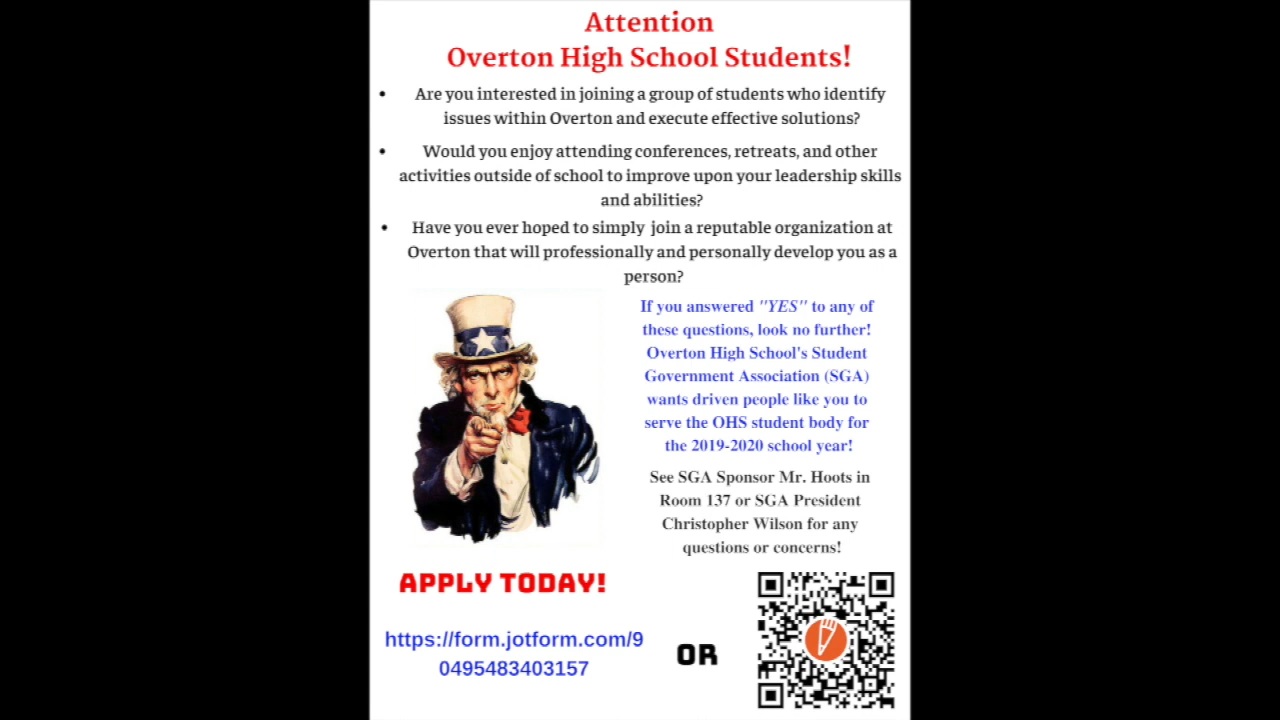 Attention
Overton High School Students!
• Are you interested in joining a group of students who identify
issues within Overton and execute effective solutions?
• Would you enjoy attending conferences, retreats, and other
activities outside of school to improve upon your leadership skills
and abilities?
• Have you ever hoped to simply join a reputable organization at
Overton that will professionally and personally develop you as a
person?
If you answered "YES" to any of
these questions, look no further!
Overton High School's Student
Government Association (SGA)
wants driven people like you to
serve the OHS student body for
the 2019-2020 school year!
See SGA Sponsor Mr. Hoots in
Room 137 or SGA President
Christopher Wilson for any
questions or concerns!
APPLY TODAY!
https://form.jotform.com/9
0495483403157
OR